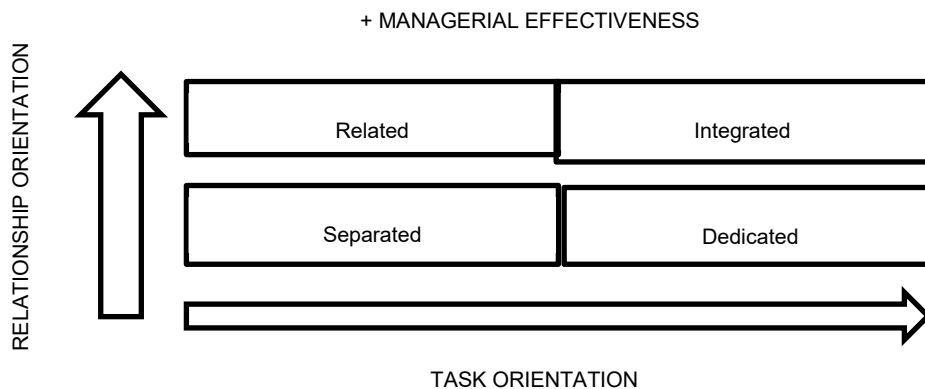 + MANAGERIAL EFFECTIVENESS
RELATIONSHIP ORIENTATION
Related
Integrated
Separated
Dedicated
TASK ORIENTATION